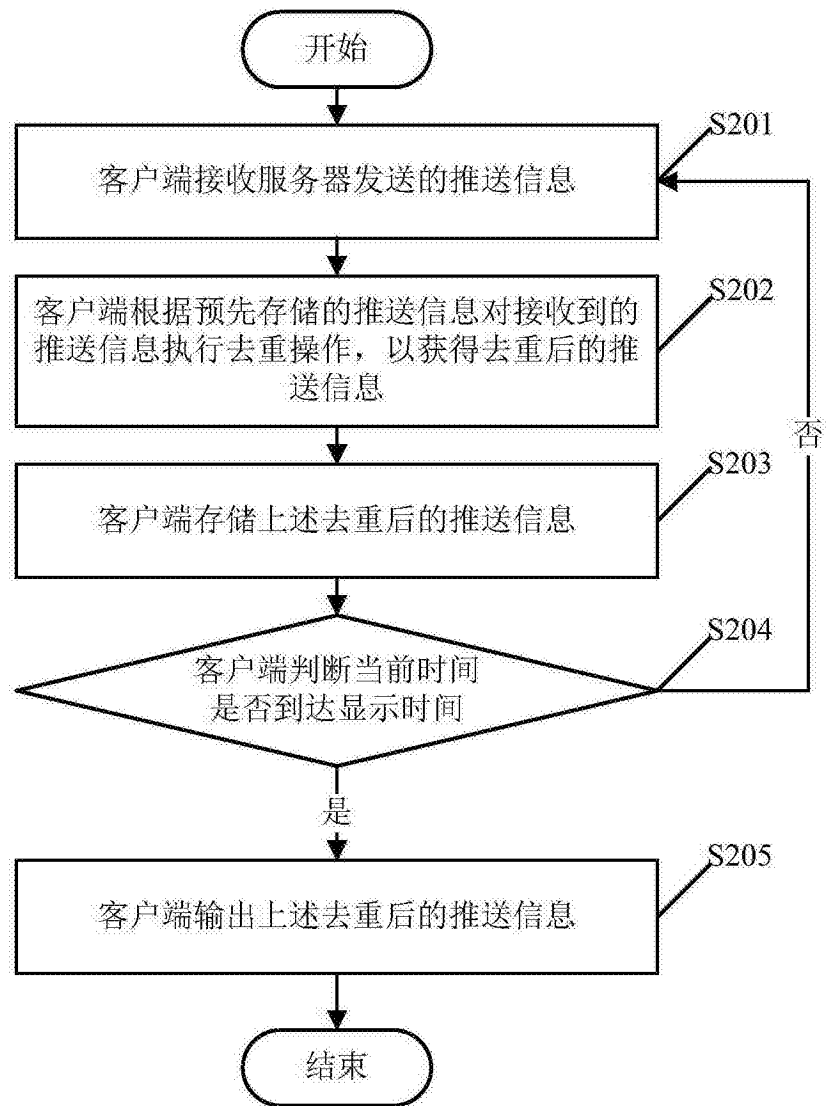 开始
S201
客户端接收服务器发送的推送信息
S202
客户端根据预先存储的推送信息对接收到的
推送信息执行去重操作，以获得去重后的推
送信息
否
S203
客户端存储上述去重后的推送信息
S204
客户端判断当前时间
是否到达显示时间
是
S205
客户端输出上述去重后的推送信息
结束